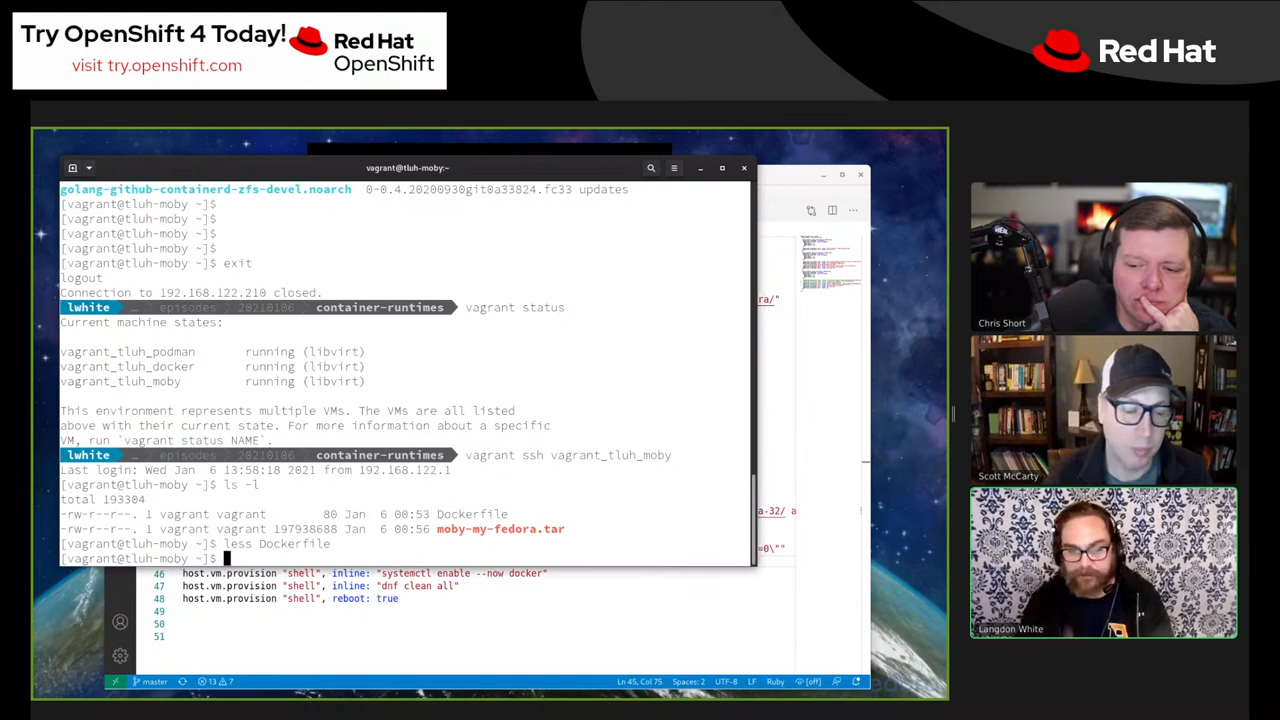 Try OpenShift 4 Today!
visit try.openshift.com
Red Hat
OpenShift
Red Hat
vagrant@tluh-moby:~
golang-github-containerd-zfs-devel.noarch 0-0.4.20200930git0a33824.fc33 updates
[vagrant@tluh-moby ~]$
[vagrant@tluh-moby ~]$
[vagrant@tluh-moby ~]$
[vagrant@tluh-moby ~]$
[vagrant@tluh-moby ~]$ exit
logout
Connection to 192.168.122.210 closed.
lwhite … episodes 20210106 container-runtimes vagrant status
Current machine states:
vagrant_tluh_podman running (libvirt)
vagrant_tluh_docker running (libvirt)
vagrant_tluh_moby running (libvirt)
This environment represents multiple VMs. The VMs are all listed
above with their current state. For more information about a specific
VM, run `vagrant status NAME`.
lwhite … episodes 20210106 container-runtimes vagrant ssh vagrant_tluh_moby
Last login: Wed Jan 6 13:58:18 2021 from 192.168.122.1
[vagrant@tluh-moby ~]$ ls -l
total 193304
-rw-r--r--. 1 vagrant vagrant 80 Jan 6 00:53 Dockerfile
-rw-r--r--. 1 vagrant vagrant 197938688 Jan 6 00:56 moby-my-fedora.tar
[vagrant@tluh-moby ~]$ less Dockerfile
[vagrant@tluh-moby ~]$
ra/"
a-32/ a
=0\""
46 host.vm.provision "shell", inline: "systemctl enable --now docker"
47 host.vm.provision "shell", inline: "dnf clean all"
48 host.vm.provision "shell", reboot: true
49
50
51
master 13 7 Ln 45, Col 75 Spaces: 2 UTF-8 LF Ruby [off]
Chris Short
Scott McCarty
Langdon White